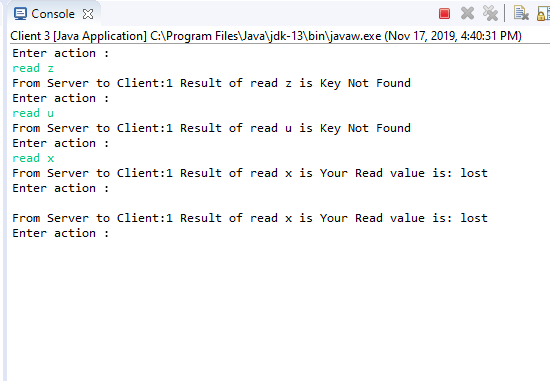 Console
Client 3 [Java Application] C:\Program Files\Java\jdk-13\bin\javaw.exe (Nov 17, 2019, 4:40:31 PM)
Enter action :
read z
From Server to Client:1 Result of read z is Key Not Found
Enter action :
read u
From Server to Client:1 Result of read u is Key Not Found
Enter action :
read x
From Server to Client:1 Result of read x is Your Read value is: lost
Enter action :
From Server to Client:1 Result of read x is Your Read value is: lost
Enter action :